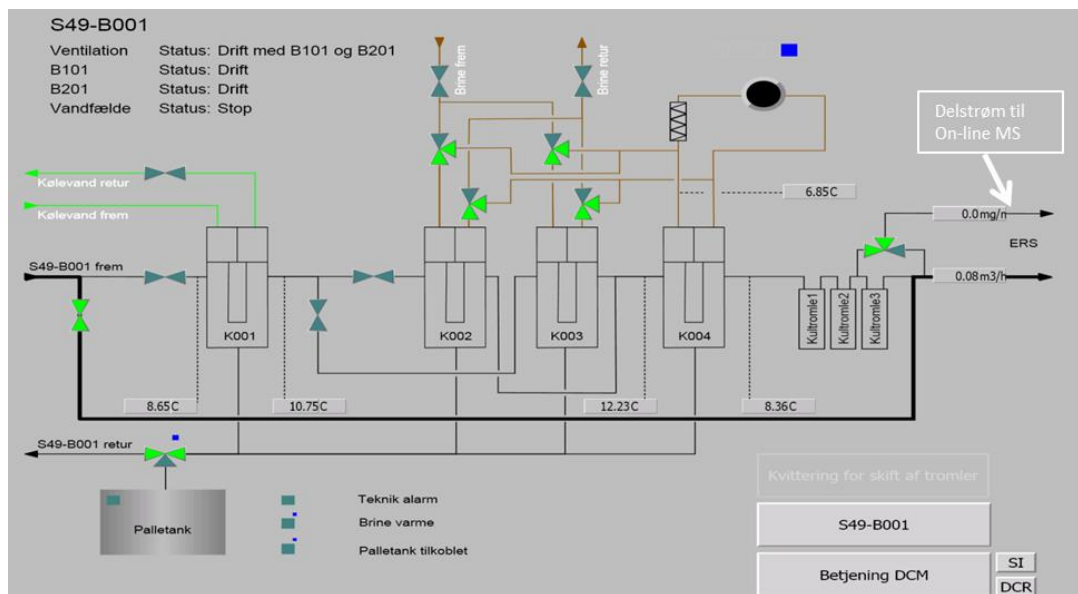 S49-B001
Ventilation Status: Drift med B101 og B201
B101 Status: Drift
B201 Status: Drift
Vandfælde Status: Stop
Brine frem
Brine retur
Delstrøm til
On-line MS
Kølevand retur
Kølevand frem
6.85C
0.0mg/n
ERS
S49-B001 frem
0.08m3/h
K001
K002
K003
K004
Kultromle1
Kultromle2
Kultromle3
8.65C
10.75C
12.23C
8.36C
S49-B001 retur
Palletank
Teknik alarm
Brine varme
Palletank tilkoblet
Kvittering for skift af tromler
S49-B001
Betjening DCM
SI
DCR